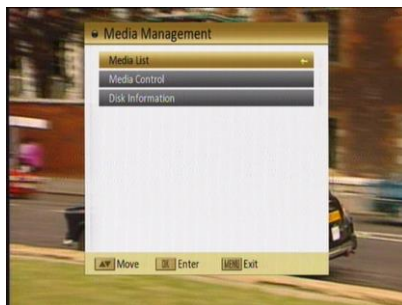 Media Management
Media List
Media Control
Disk Information
Move OK Enter MENU Exit